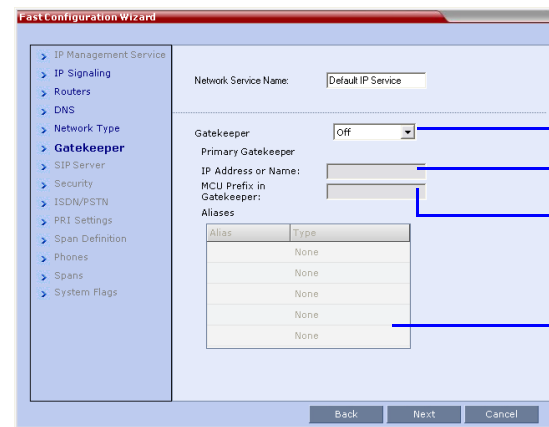 Fast Configuration Wizard
IP Management Service
IP Signaling
Routers
DNS
Network Type
Gatekeeper
SIP Server
Security
ISDN/PSTN
PRI Settings
Span Definition
Phones
Spans
System Flags
Network Service Name: Default IP Service
Gatekeeper Off
Primary Gatekeeper
IP Address or Name:
MCU Prefix in
Gatekeeper:
Aliases
Alias Type
None
None
None
None
None
Back Next Cancel